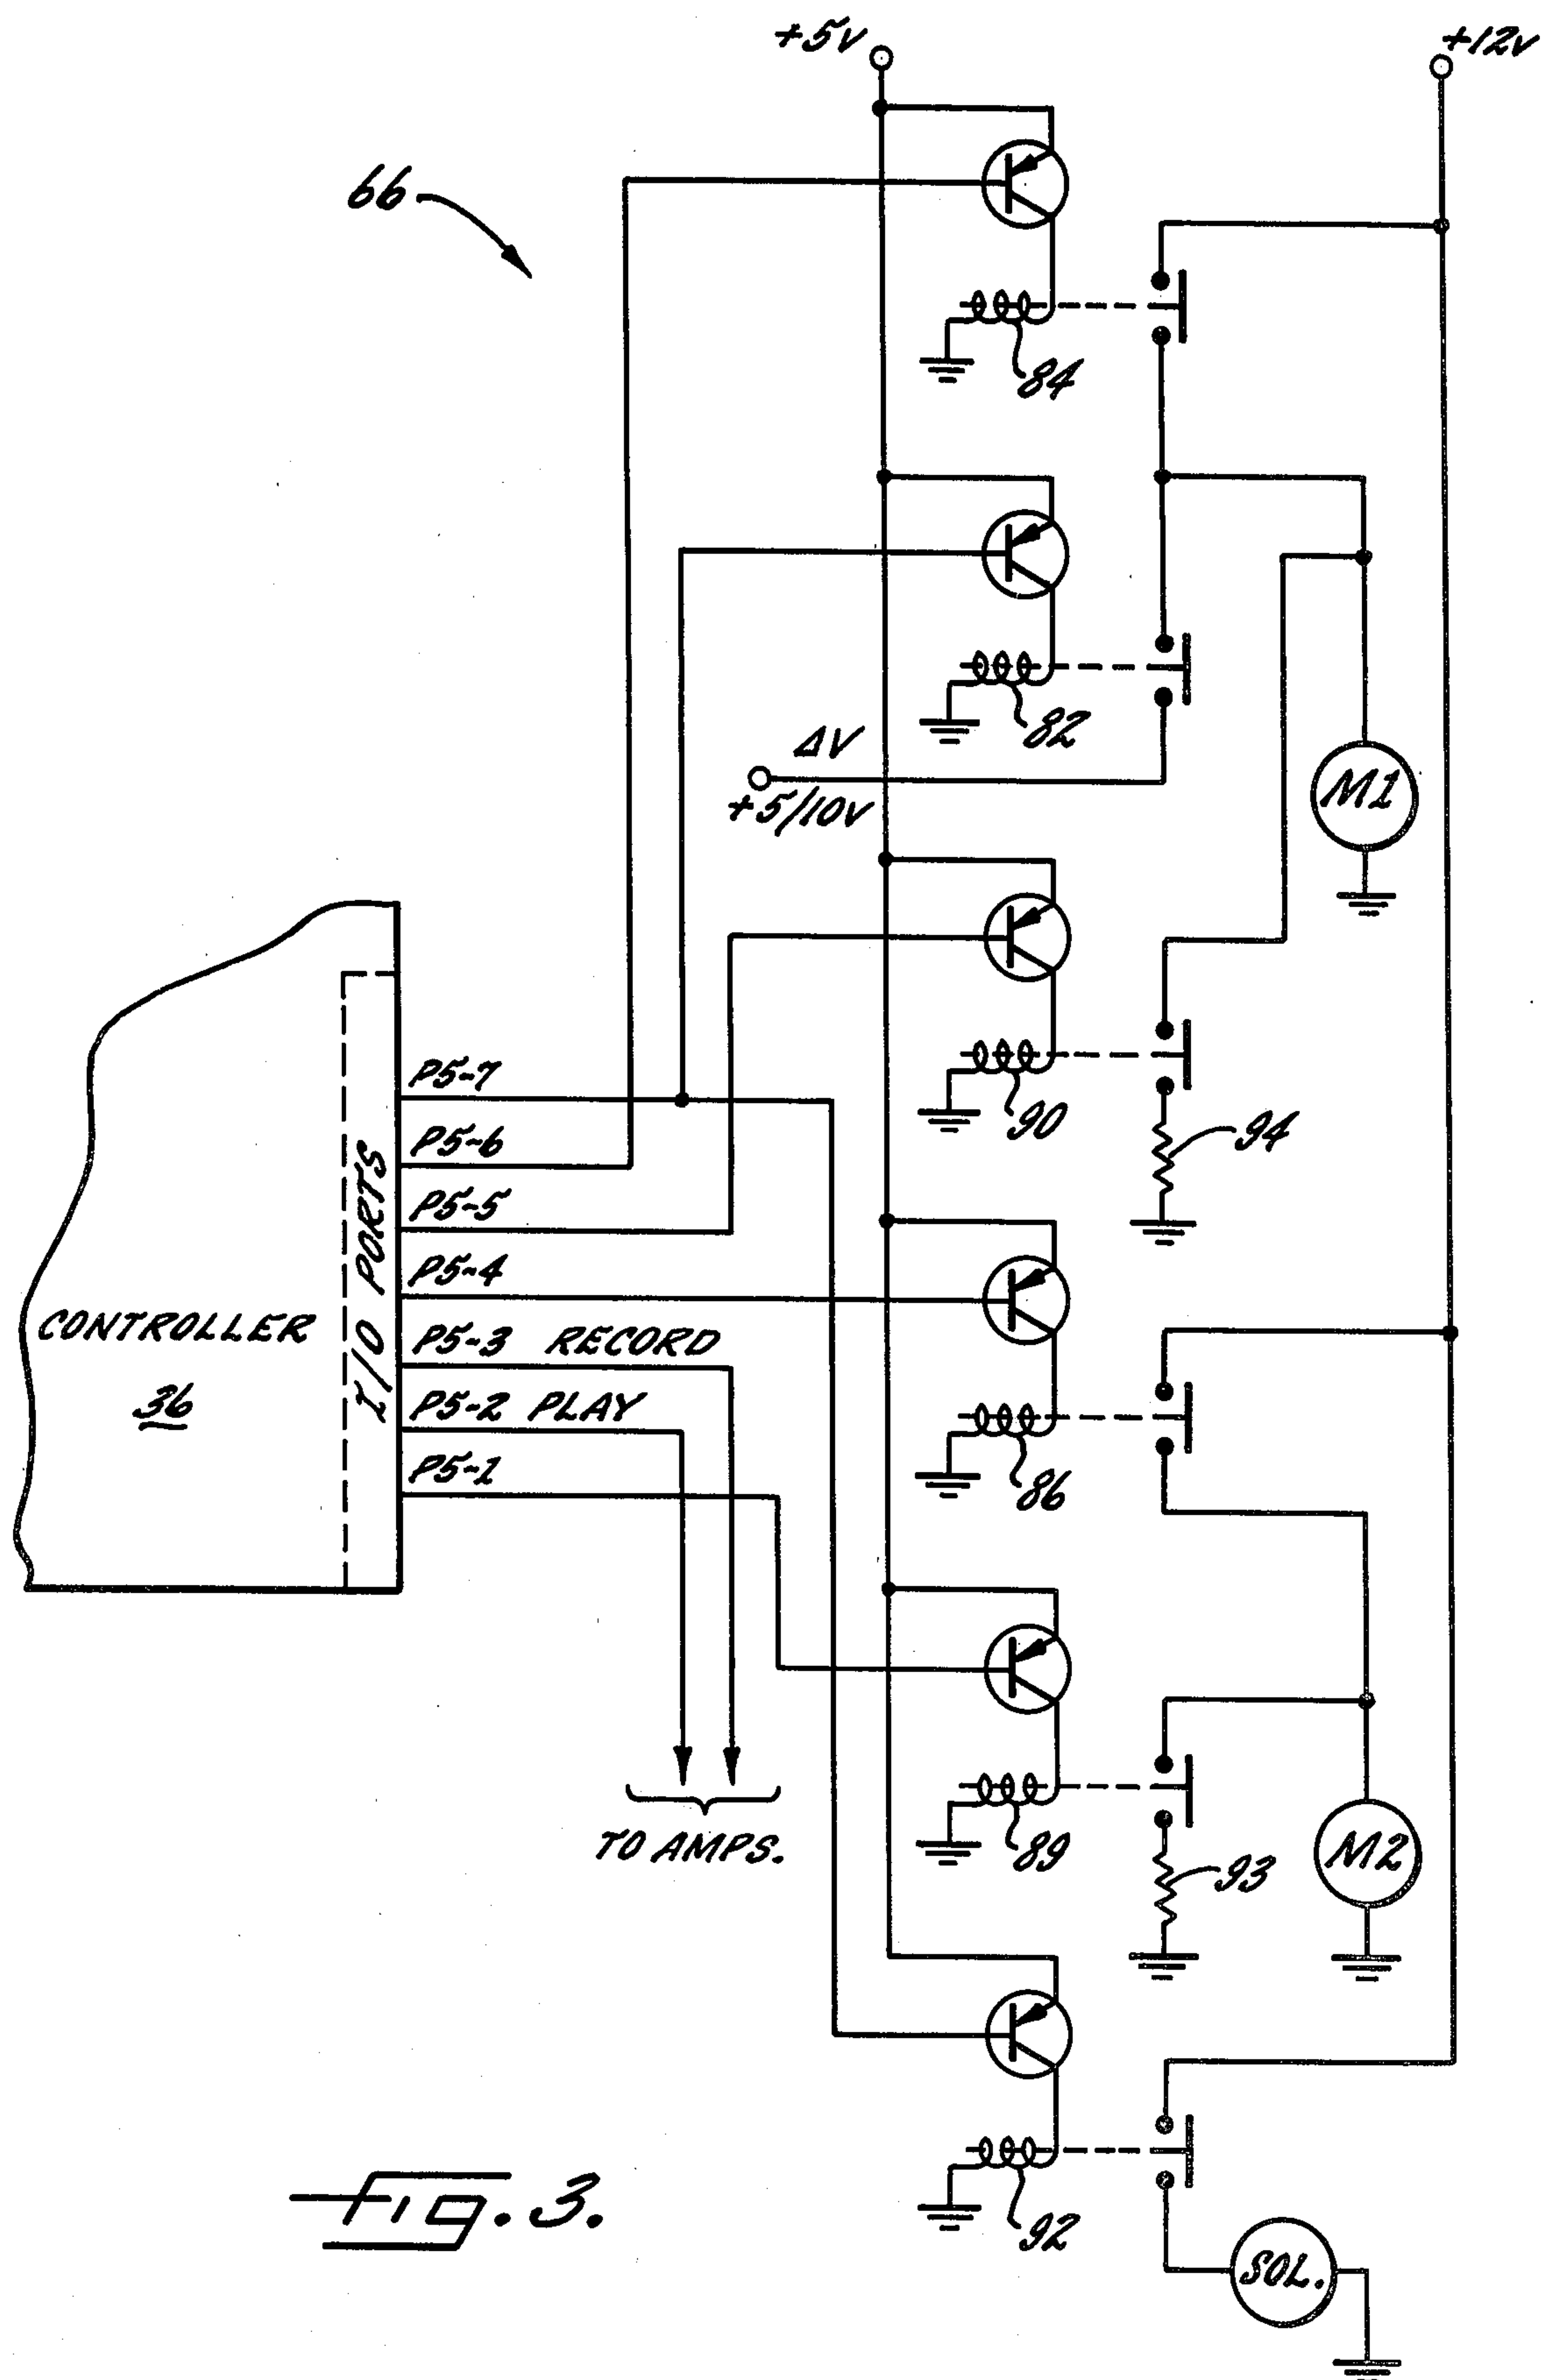 +5V
+12V
66
84
82
ΔV
+5/10V
M1
90
94
P5-7
P5-6
P5-5
P5-4
P5-3 RECORD
P5-2 PLAY
P5-1
I/O PORTS
CONTROLLER
36
86
89
93
M2
TO AMPS.
92
SOL.
Fig. 3.